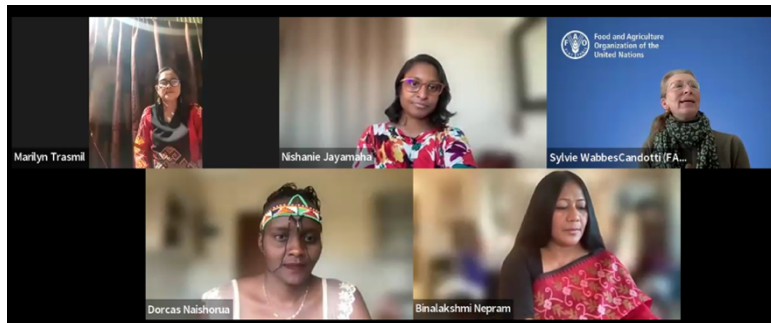 FAO
Food and Agriculture
Organization of the
United Nations
Marilyn Trasmil
Nishanie Jayamaha
Sylvie WabbesCandotti (FA...
Dorcas Naishorua
Binalakshmi Nepram